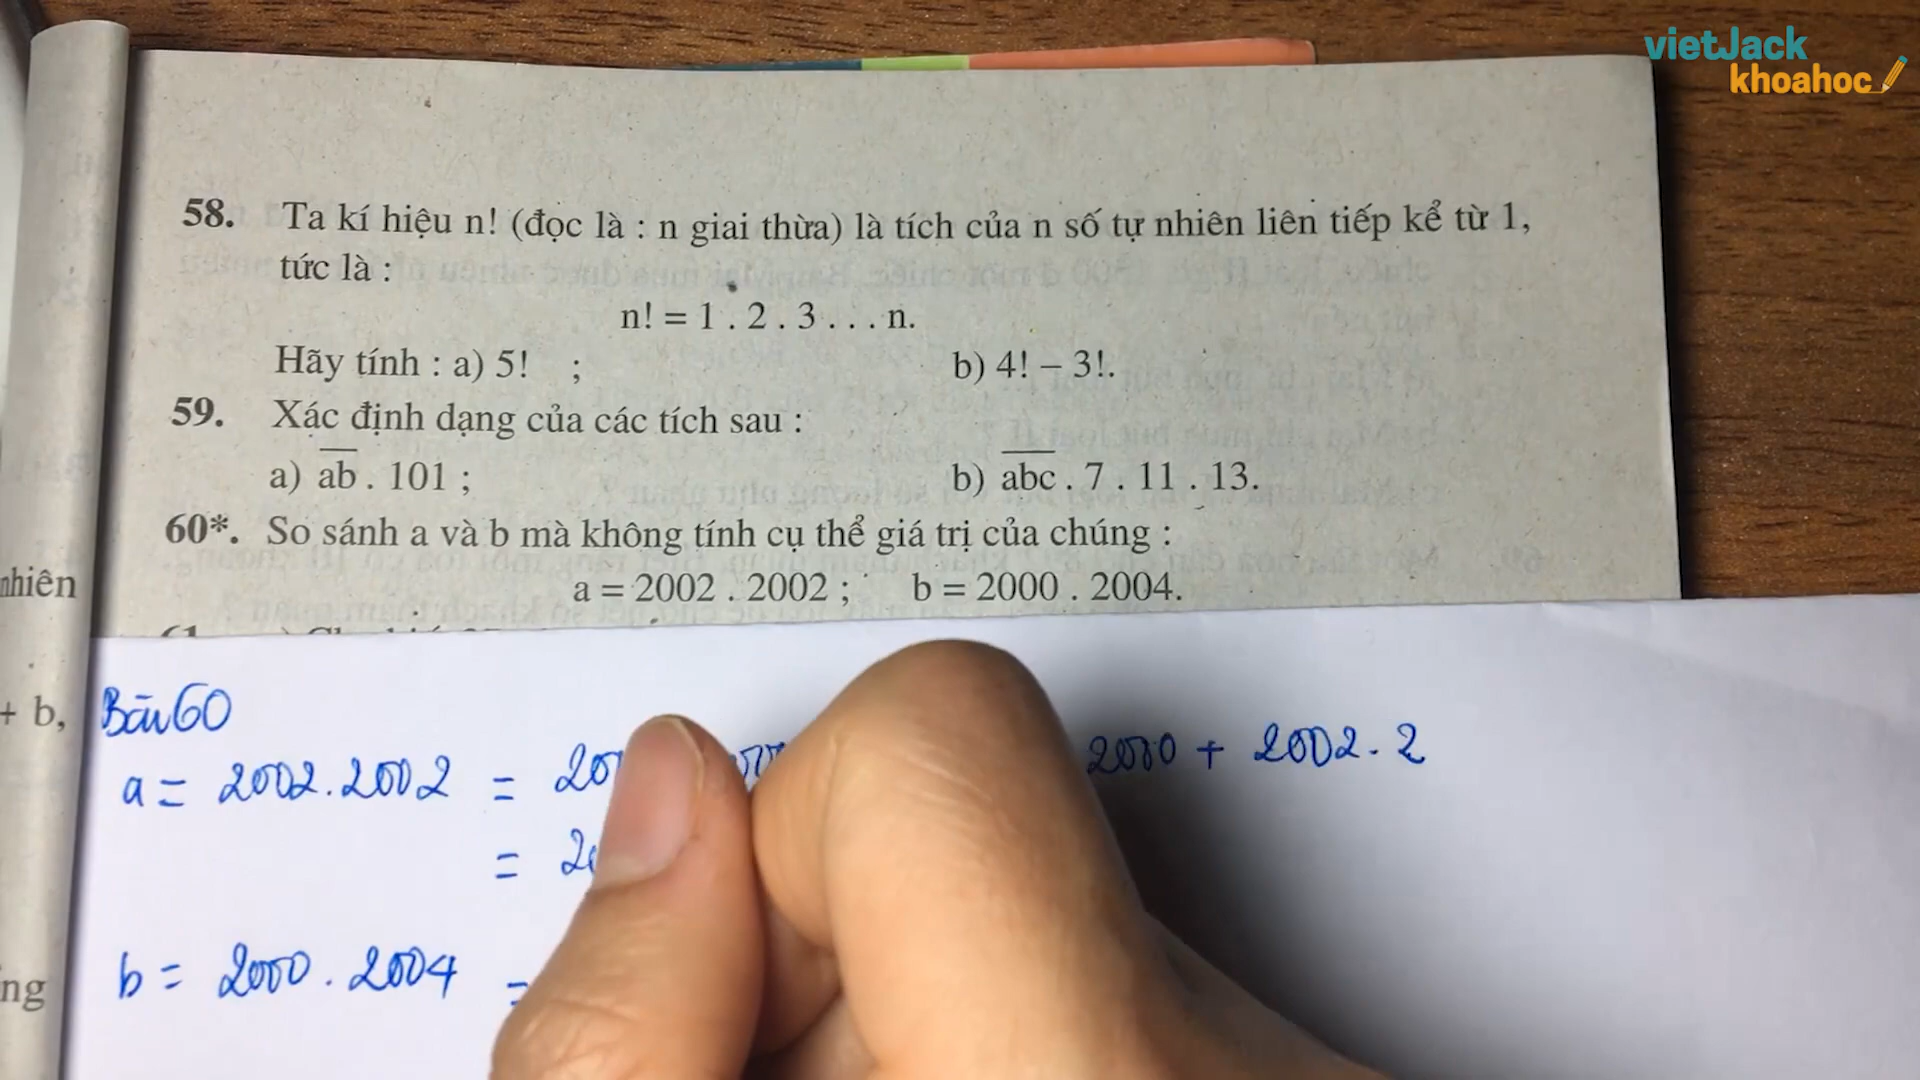 vietJack
khoahoc
58. Ta kí hiệu n! (đọc là : n giai thừa) là tích của n số tự nhiên liên tiếp kể từ 1,
tức là :
n! = 1 . 2 . 3 . . . n.
Hãy tính : a) 5! ; b) 4! – 3!.
59. Xác định dạng của các tích sau :
a) a̅b̅ . 101 ; b) a̅b̅c̅ . 7 . 11 . 13.
60*. So sánh a và b mà không tính cụ thể giá trị của chúng :
a = 2002 . 2002 ; b = 2000 . 2004.
nhiên
+ b,
ng
Bài 60
a = 2002.2002 = 2000 + 2002.2
=
b = 2000.2004 =